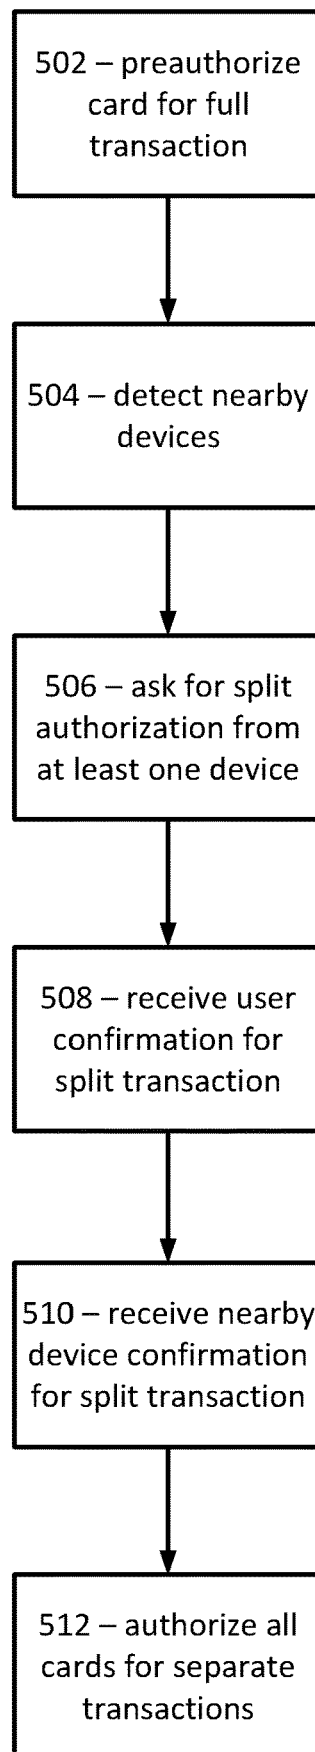 502 – preauthorize
card for full
transaction
504 – detect nearby
devices
506 – ask for split
authorization from
at least one device
508 – receive user
confirmation for
split transaction
510 – receive nearby
device confirmation
for split transaction
512 – authorize all
cards for separate
transactions